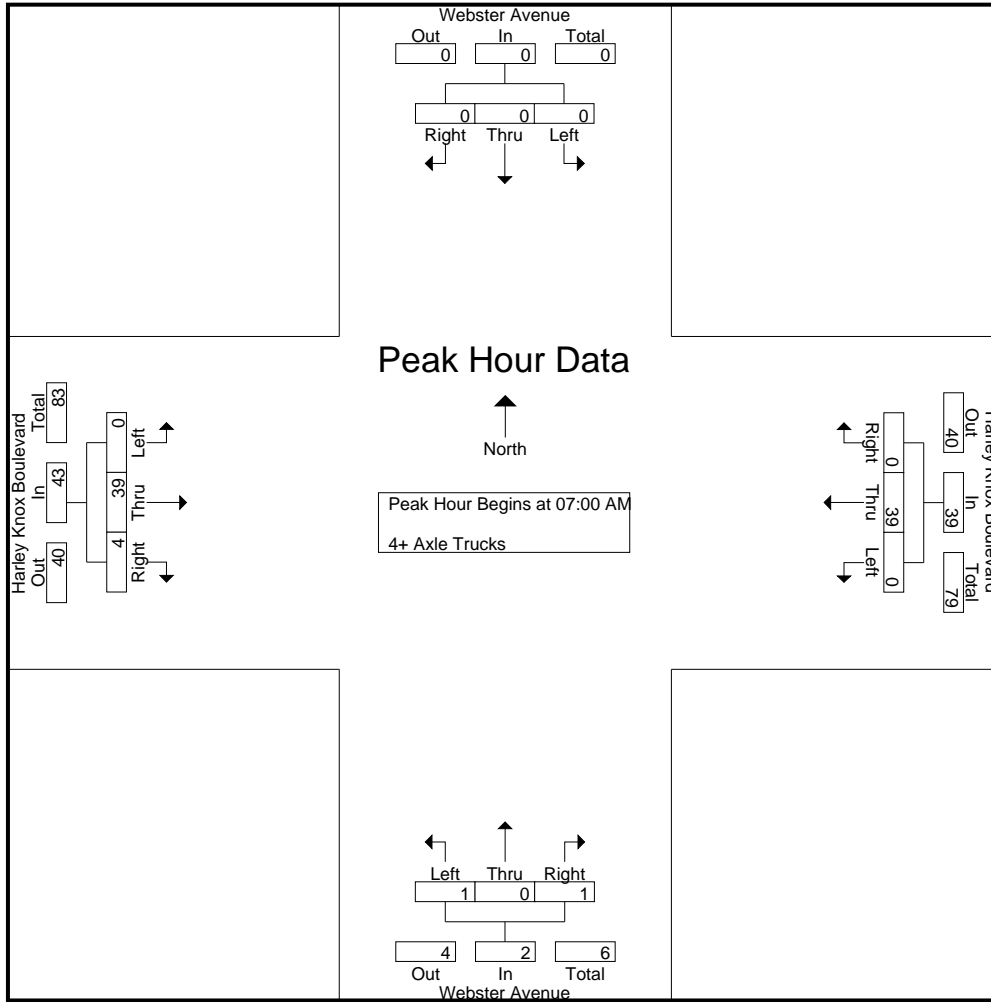 Webster Avenue
Out In Total
0 0 0
0 0 0
Right Thru Left
Peak Hour Data
North
Peak Hour Begins at 07:00 AM
4+ Axle Trucks
Harley Knox Boulevard
Total In Out
83 43 40
0 39 4
Left Thru Right
Harley Knox Boulevard
Out In Total
40 39 79
0 39 0
Right Thru Left
Left Thru Right
1 0 1
4 2 6
Out In Total
Webster Avenue